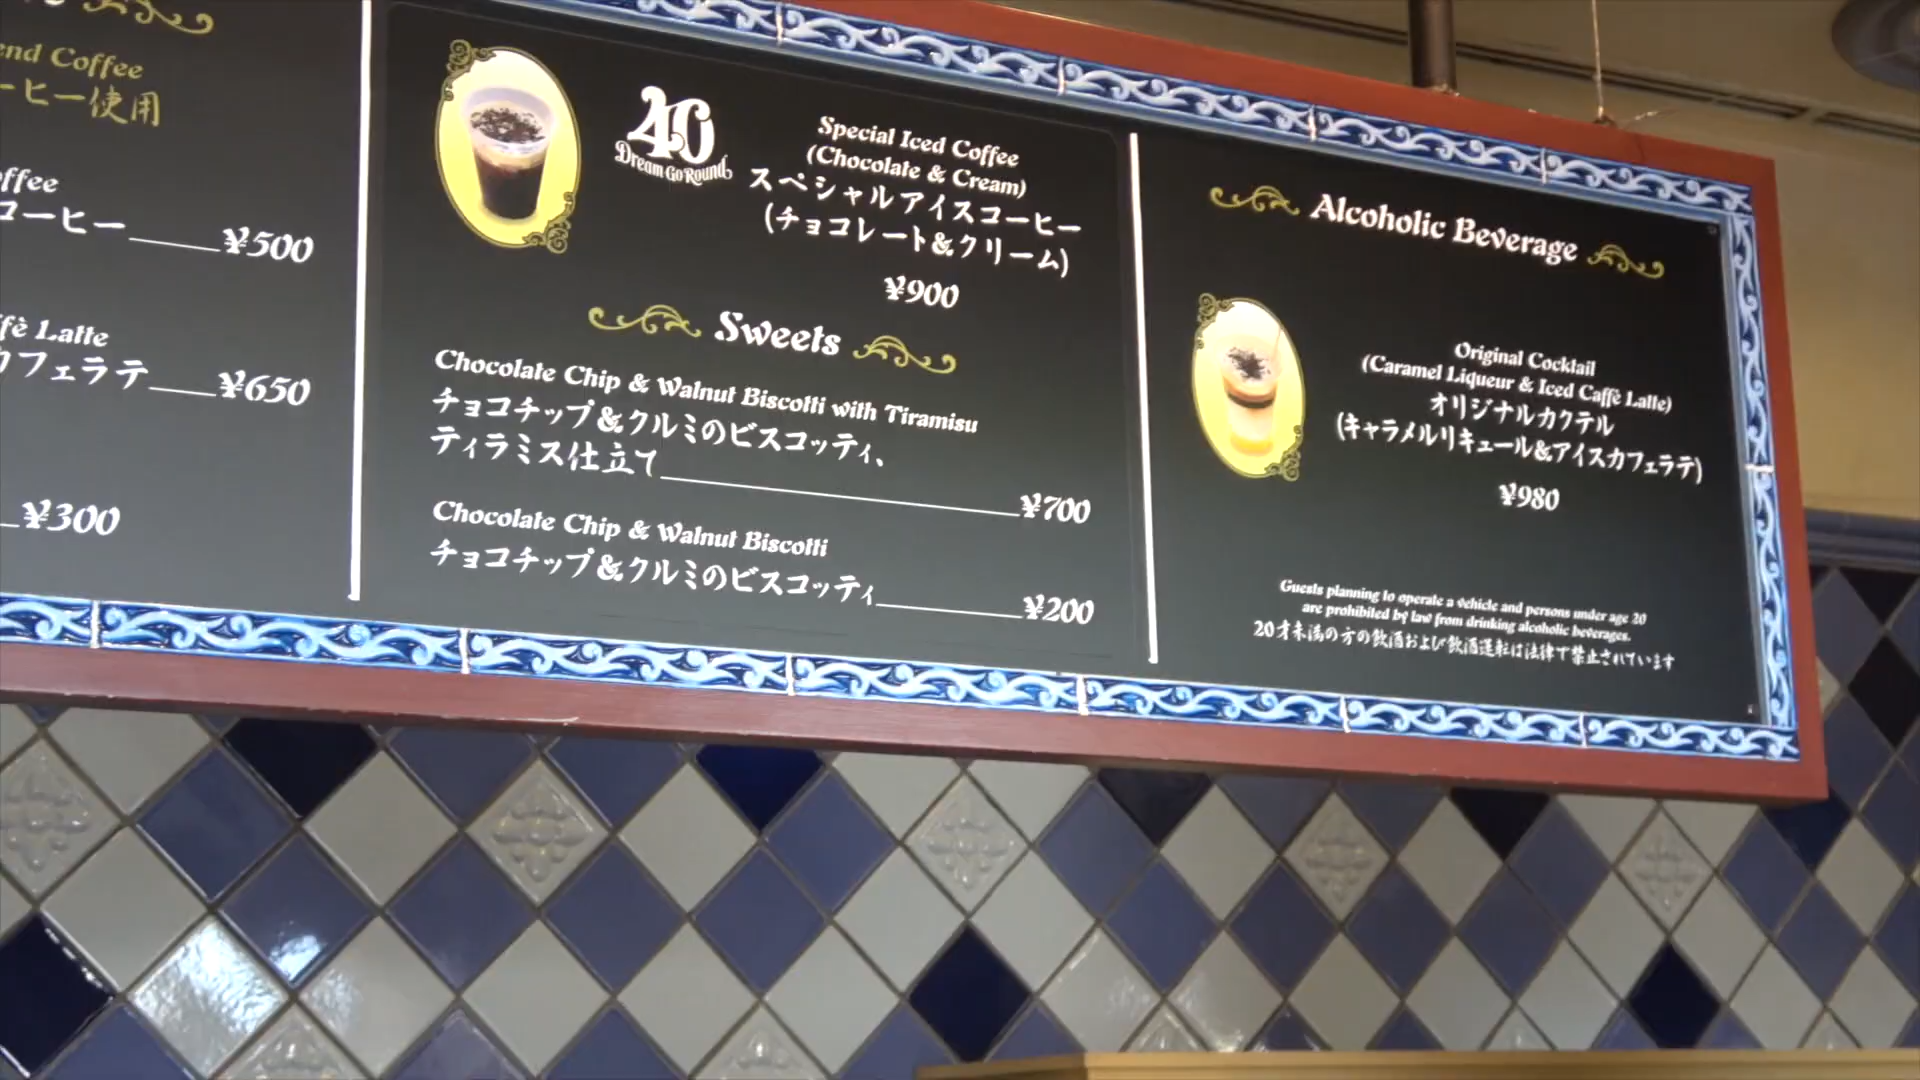 end Coffee
ーヒー使用
ffee
コーヒー ¥500
fè Latte
カフェラテ ¥650
¥300
40
Dream Go Round
Special Iced Coffee
(Chocolate & Cream)
スペシャルアイスコーヒー
(チョコレート&クリーム)
¥900
Sweets
Chocolate Chip & Walnut Biscotti with Tiramisu
チョコチップ&クルミのビスコッティ、
ティラミス仕立て ¥700
Chocolate Chip & Walnut Biscotti
チョコチップ&クルミのビスコッティ ¥200
Alcoholic Beverage
Original Cocktail
(Caramel Liqueur & Iced Caffè Latte)
オリジナルカクテル
(キャラメルリキュール&アイスカフェラテ)
¥980
Guests planning to operate a vehicle and persons under age 20
are prohibited by law from drinking alcoholic beverages.
20才未満の方の飲酒および飲酒運転は法律で禁止されています